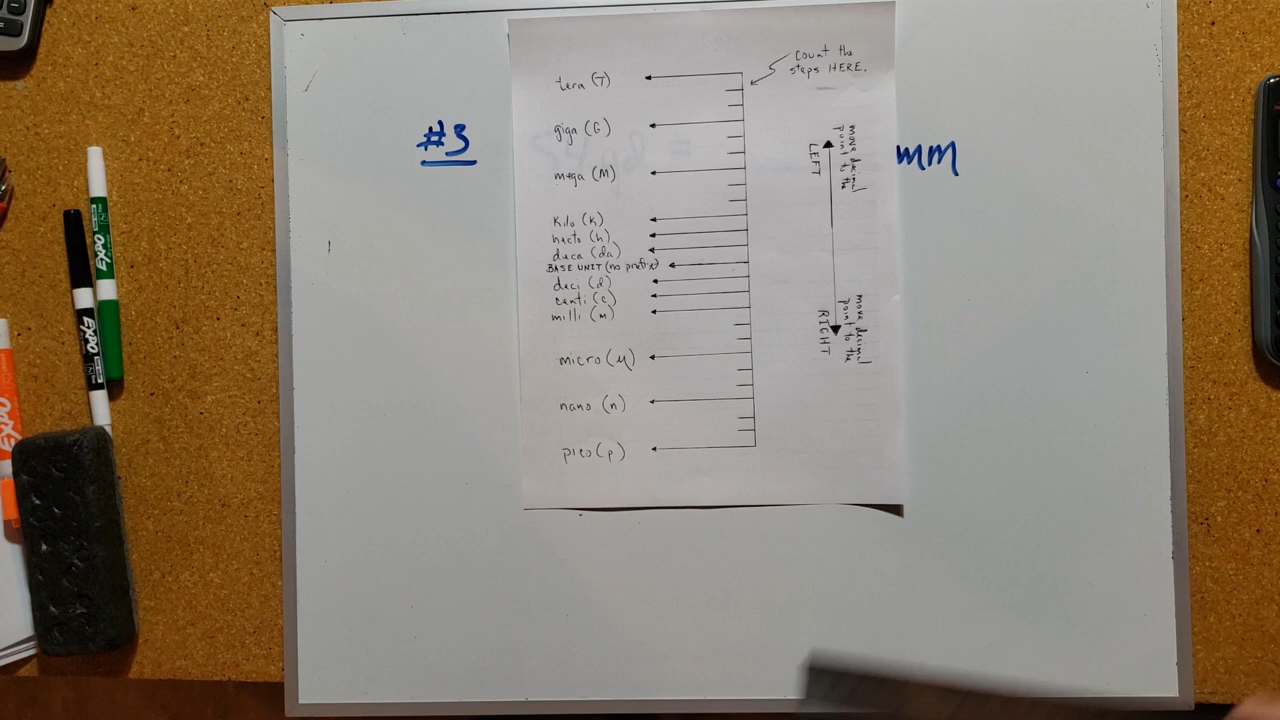 #3
count the
steps HERE.
tera (T)
giga (G)
mega (M)
Kilo (k)
hecto (h)
deca (da)
BASE UNIT (no prefix)
deci (d)
centi (c)
milli (m)
micro (μ)
nano (n)
pico (p)
move decimal
point to the
LEFT
move decimal
point to the
RIGHT
mm
EXPO
EXPO
EXPO